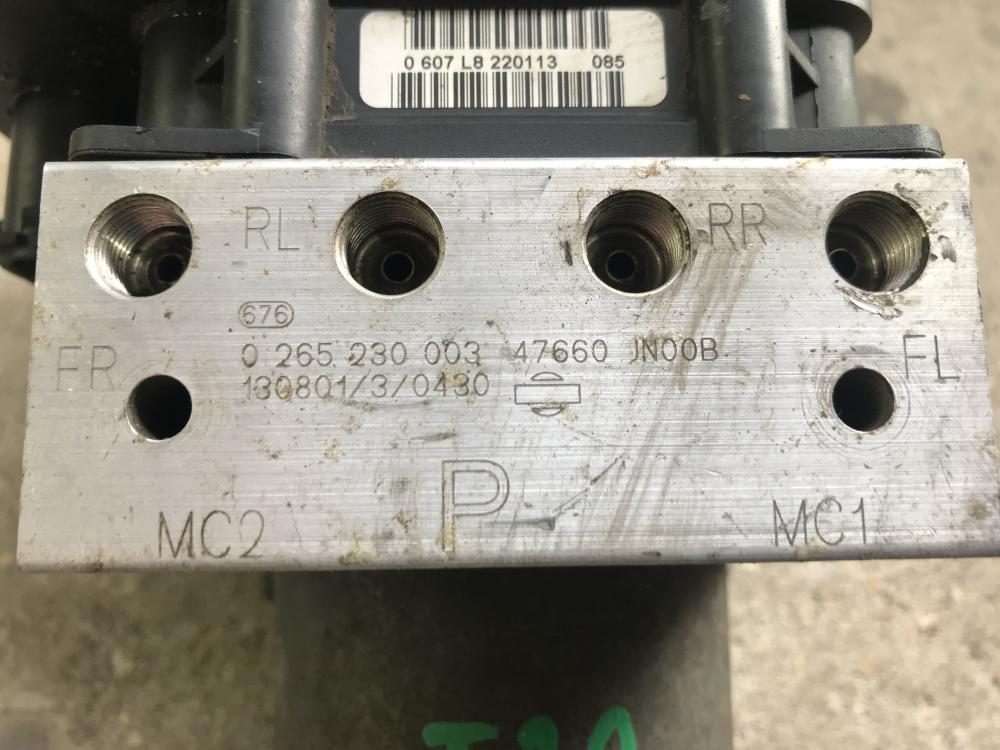 0 607 L8 220113 085
RL RR
676
0 265 230 003 47660 JN00B
FR FL
130801/3/0430
P
MC2 MC1